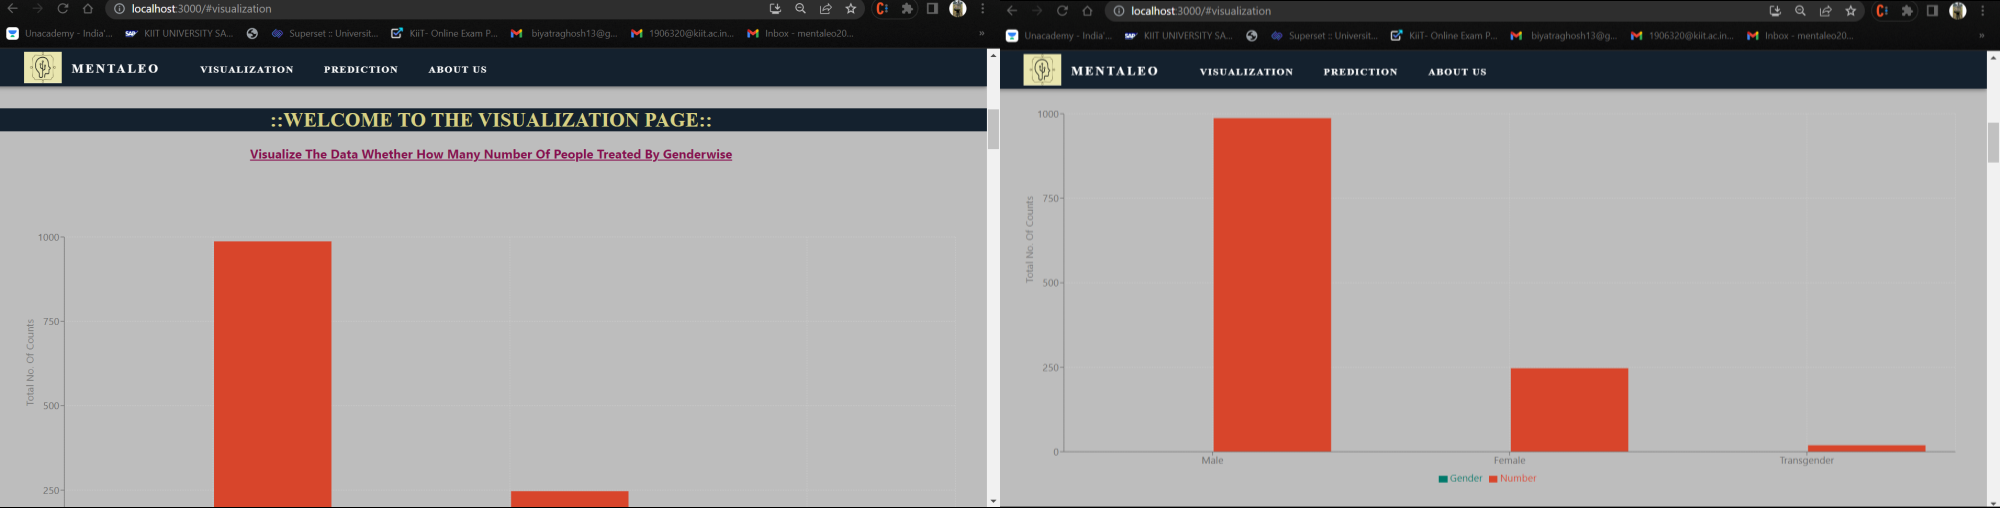 localhost:3000/#visualization
Unacademy - India'... KIIT UNIVERSITY SA... Superset :: Universit... KiiT- Online Exam P... biyatraghosh13@g... 1906320@kiit.ac.in... Inbox - mentaleo20... »
MENTALEO VISUALIZATION PREDICTION ABOUT US
::WELCOME TO THE VISUALIZATION PAGE::
Visualize The Data Whether How Many Number Of People Treated By Genderwise
1000
750
500
250
Total No. Of Counts
localhost:3000/#visualization
Unacademy - India'... SAP KIIT UNIVERSITY SA... Superset :: Universit... KiiT- Online Exam P... biyatraghosh13@g... 1906320@kiit.ac.in... Inbox - mentaleo20... »
MENTALEO VISUALIZATION PREDICTION ABOUT US
1000
750
500
250
0
Total No. Of Counts
Male Female Transgender
Gender Number